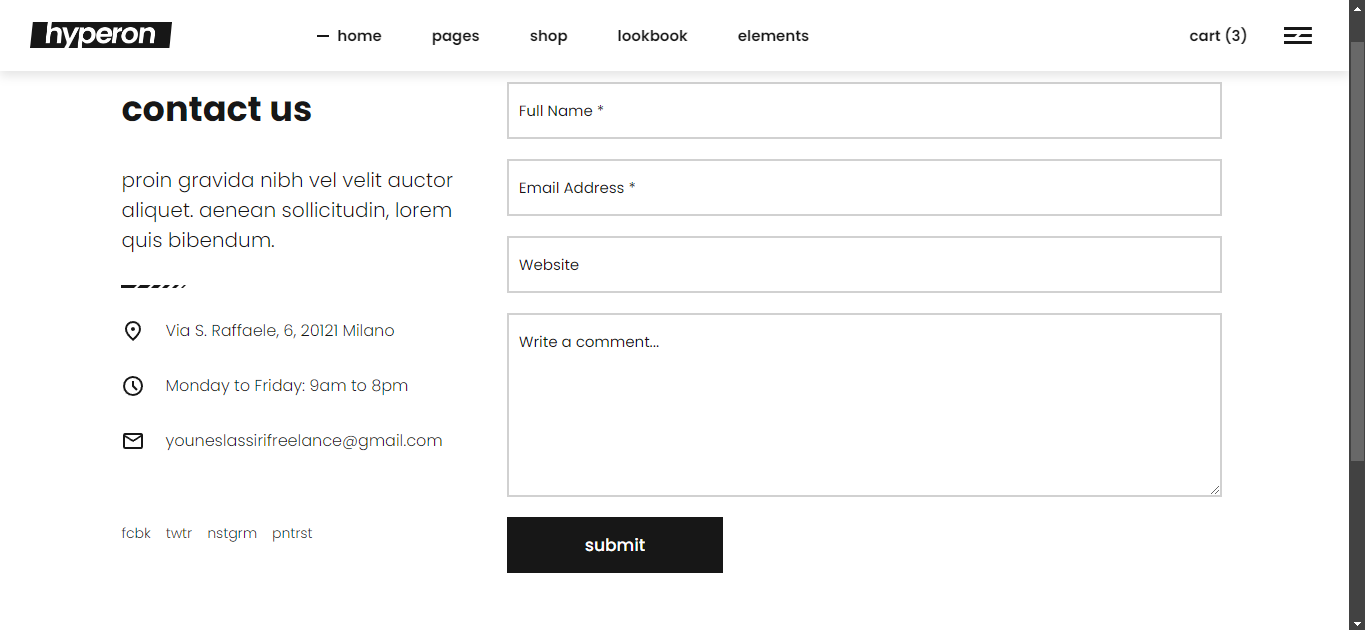 hyperon
home
pages
shop
lookbook
elements
cart (3)
contact us
proin gravida nibh vel velit auctor
aliquet. aenean sollicitudin, lorem
quis bibendum.
Via S. Raffaele, 6, 20121 Milano
Monday to Friday: 9am to 8pm
youneslassirifreelance@gmail.com
fcbk twtr nstgrm pntrst
Full Name *
Email Address *
Website
Write a comment...
submit